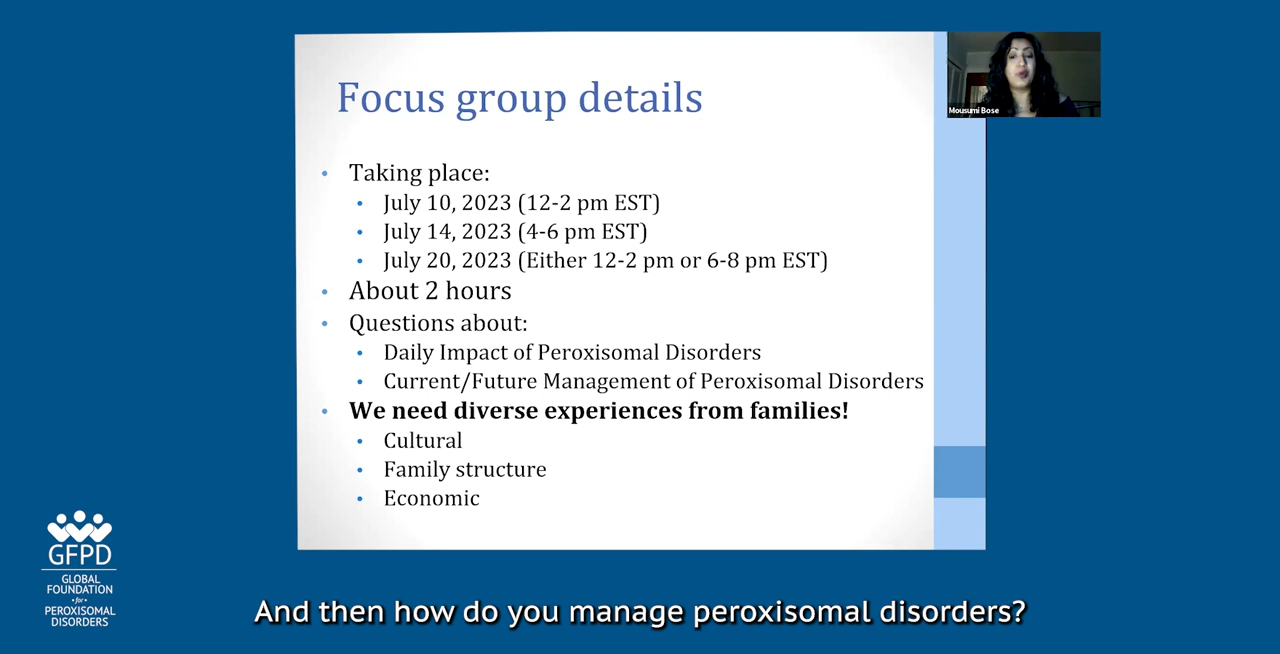 Focus group details
Mousumi Bose
Taking place:
July 10, 2023 (12-2 pm EST)
July 14, 2023 (4-6 pm EST)
July 20, 2023 (Either 12-2 pm or 6-8 pm EST)
About 2 hours
Questions about:
Daily Impact of Peroxisomal Disorders
Current/Future Management of Peroxisomal Disorders
We need diverse experiences from families!
Cultural
Family structure
Economic
GFPD
GLOBAL
FOUNDATION
·for·
PEROXISOMAL
DISORDERS
And then how do you manage peroxisomal disorders?